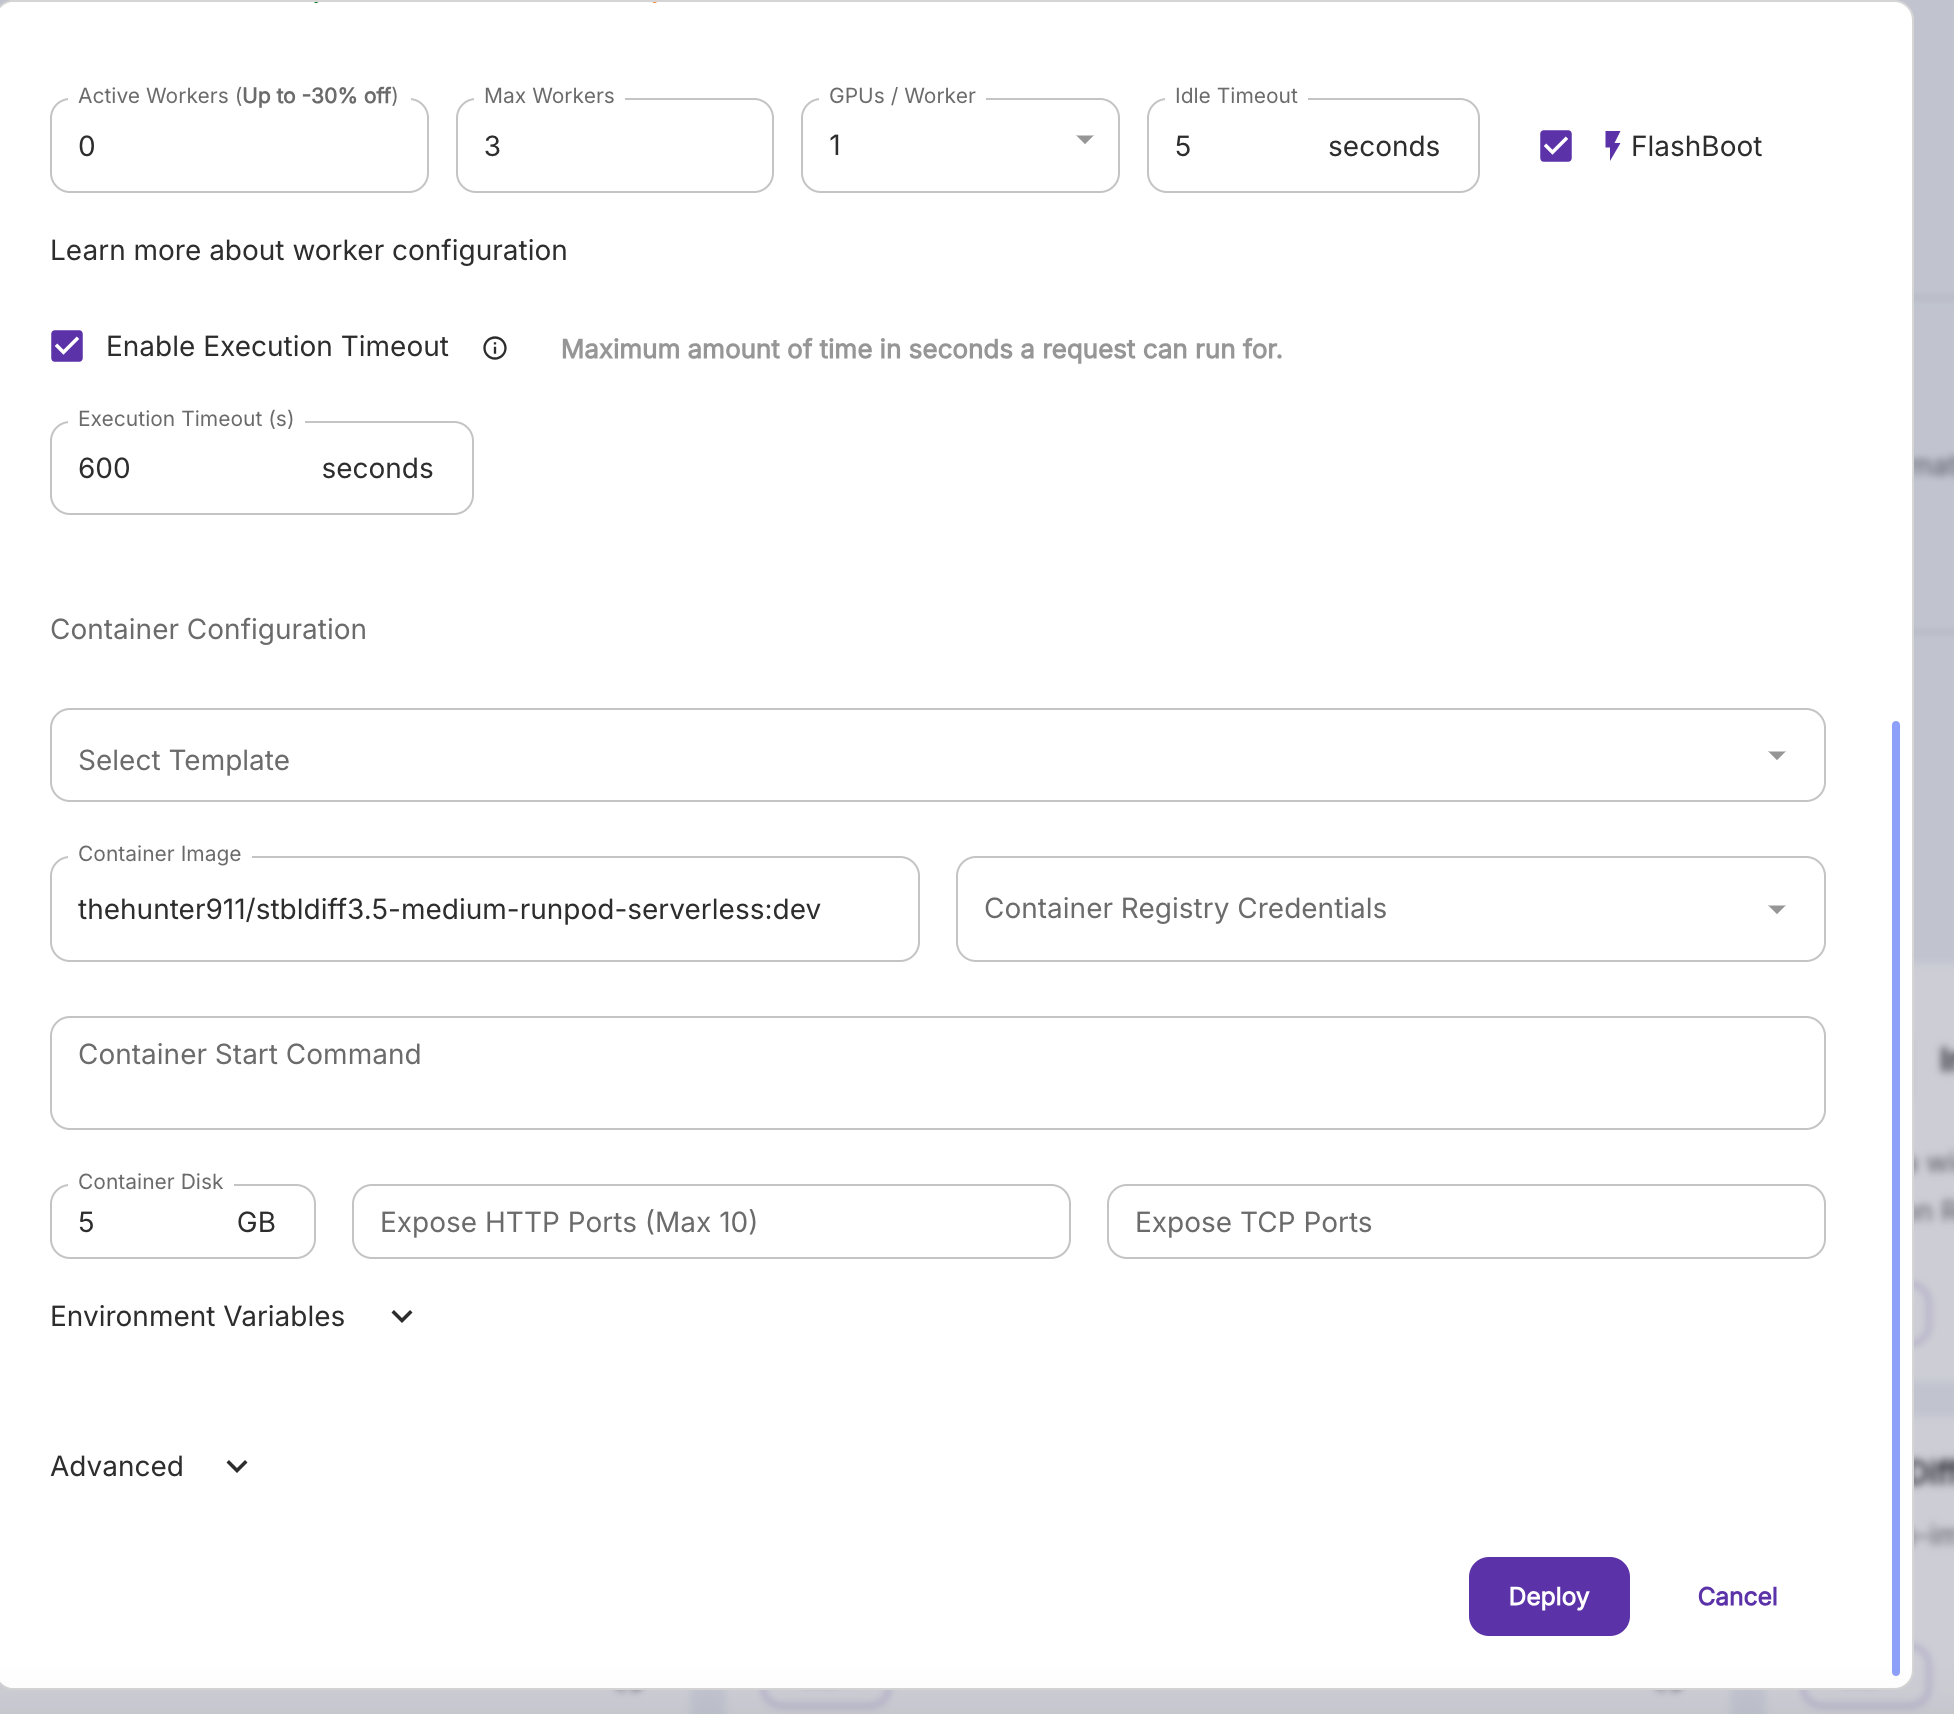 Active Workers (Up to -30% off)
0
Max Workers
3
GPUs / Worker
1
Idle Timeout
5 seconds
FlashBoot
Learn more about worker configuration
Enable Execution Timeout
Maximum amount of time in seconds a request can run for.
Execution Timeout (s)
600 seconds
Container Configuration
Select Template
Container Image
thehunter911/stbldiff3.5-medium-runpod-serverless:dev
Container Registry Credentials
Container Start Command
Container Disk
5 GB
Expose HTTP Ports (Max 10)
Expose TCP Ports
Environment Variables
Advanced
Deploy
Cancel